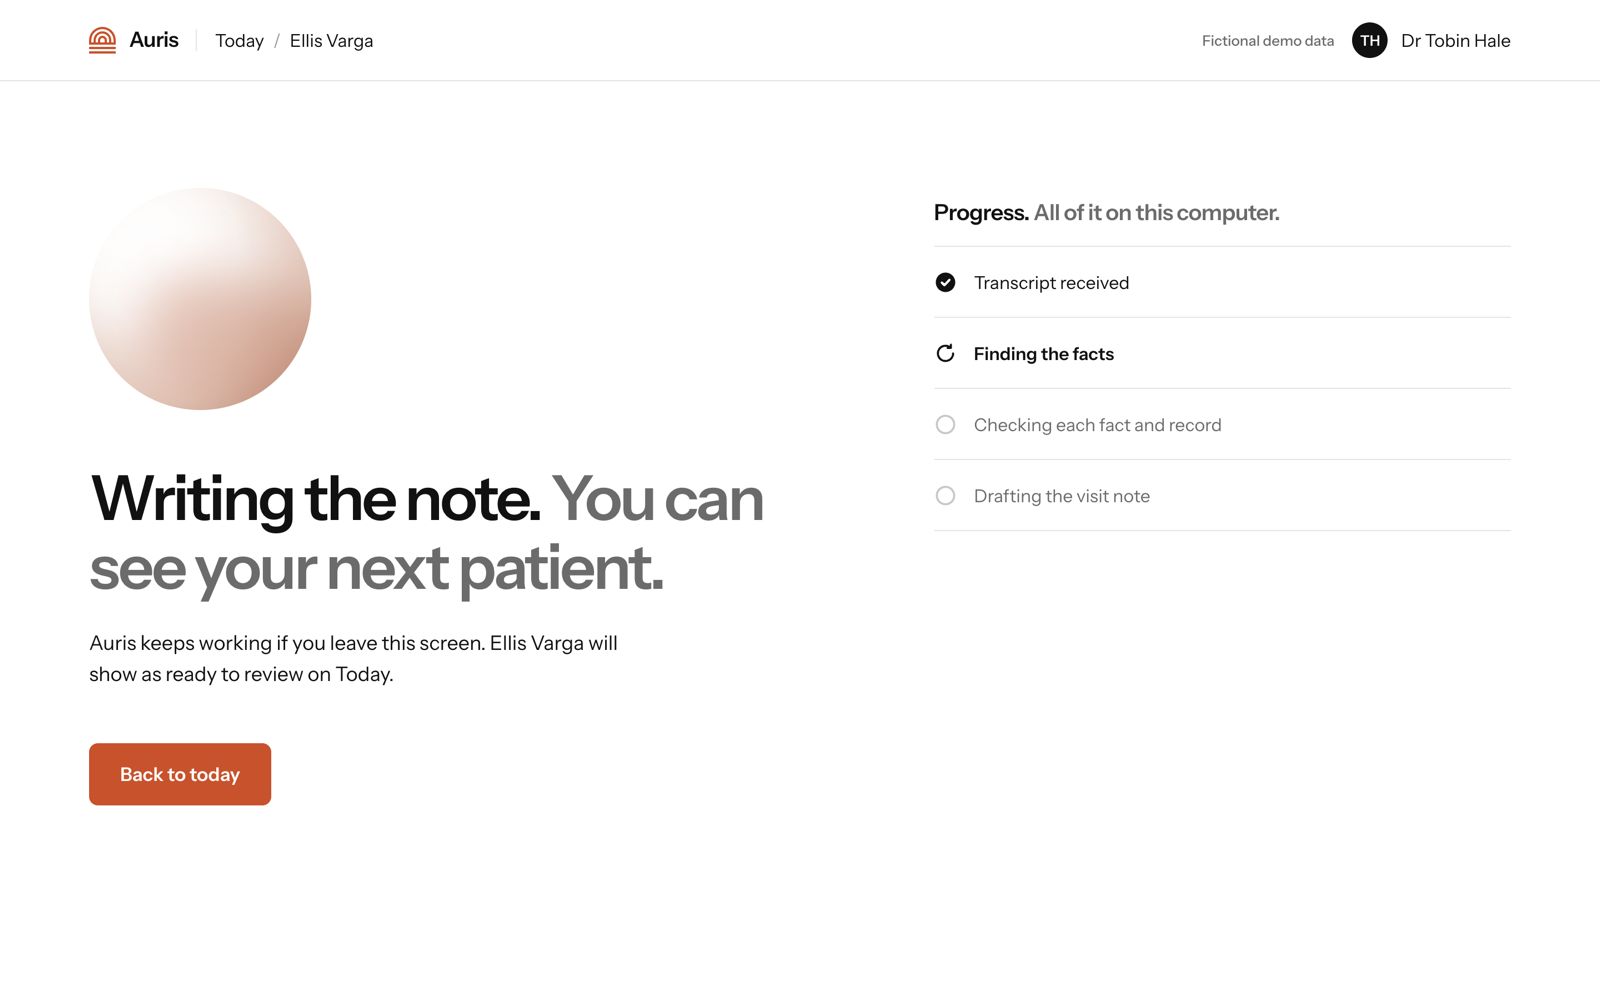 Auris
Today / Ellis Varga
Fictional demo data
TH
Dr Tobin Hale
Writing the note. You can
see your next patient.
Auris keeps working if you leave this screen. Ellis Varga will
show as ready to review on Today.
Back to today
Progress. All of it on this computer.
Transcript received
Finding the facts
Checking each fact and record
Drafting the visit note